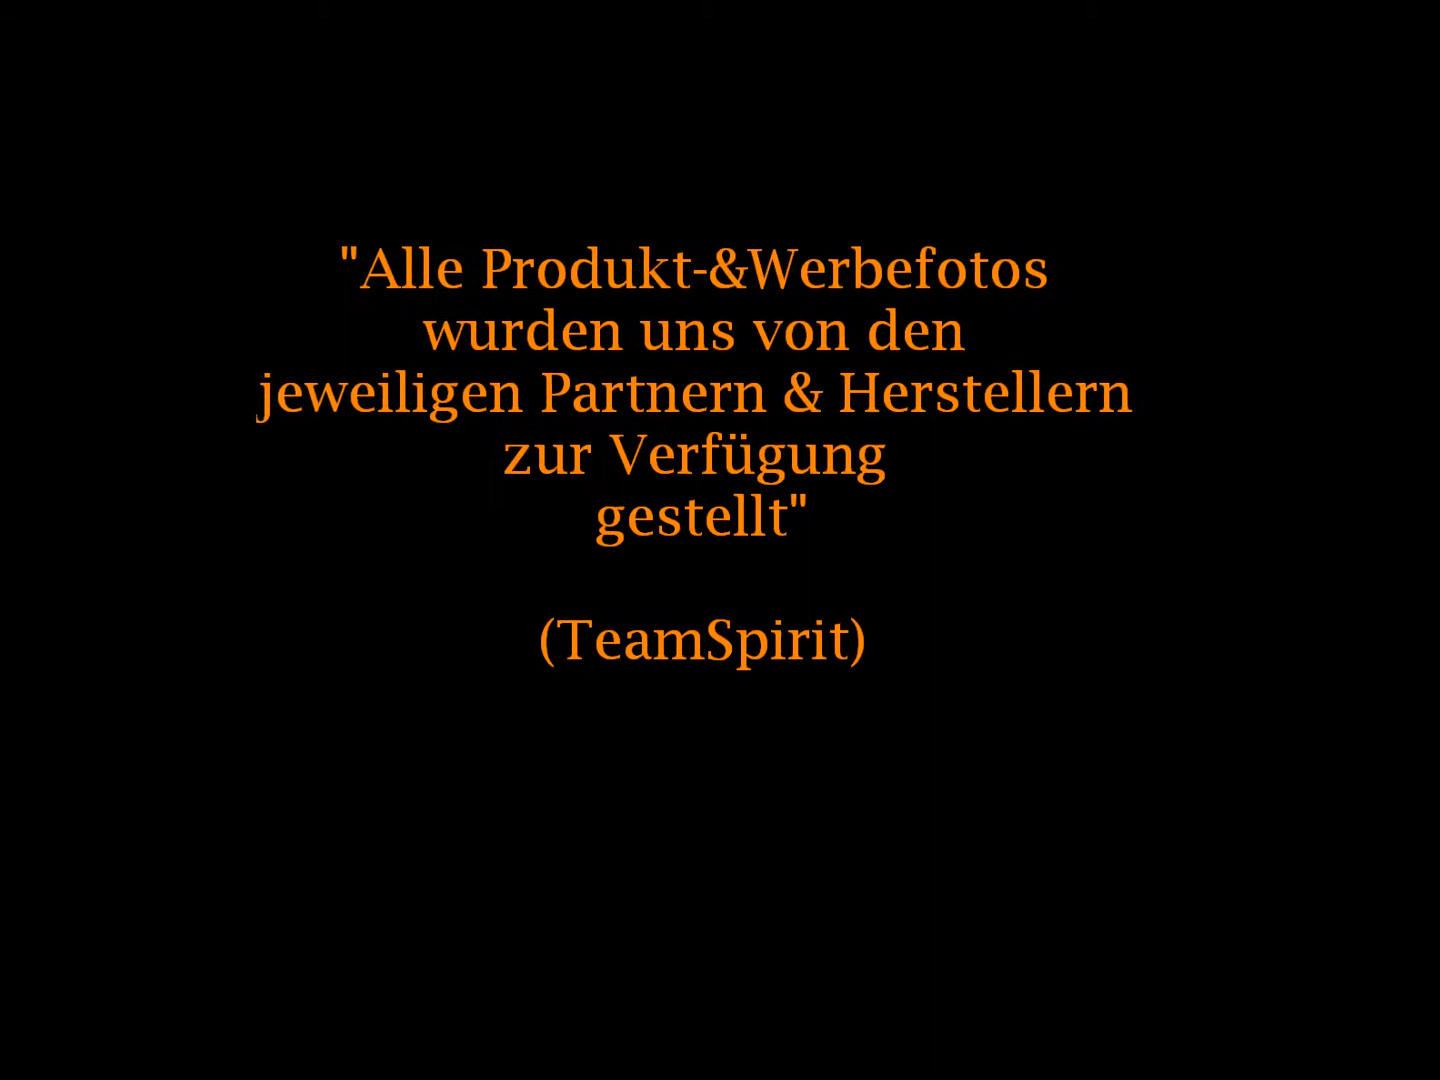 "Alle Produkt-&Werbefotos
wurden uns von den
jeweiligen Partnern & Herstellern
zur Verfügung
gestellt"
(TeamSpirit)